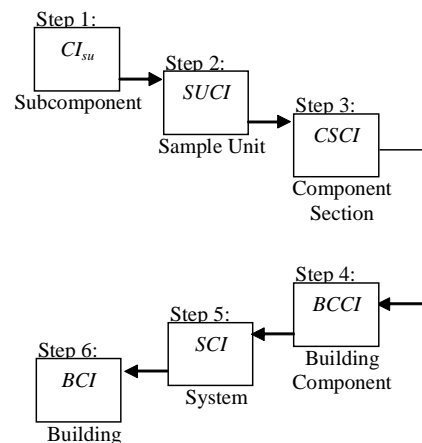 Step 1:
CI_su
Subcomponent
Step 2:
SUCI
Sample Unit
Step 3:
CSCI
Component
Section
Step 4:
BCCI
Building
Component
Step 5:
SCI
System
Step 6:
BCI
Building